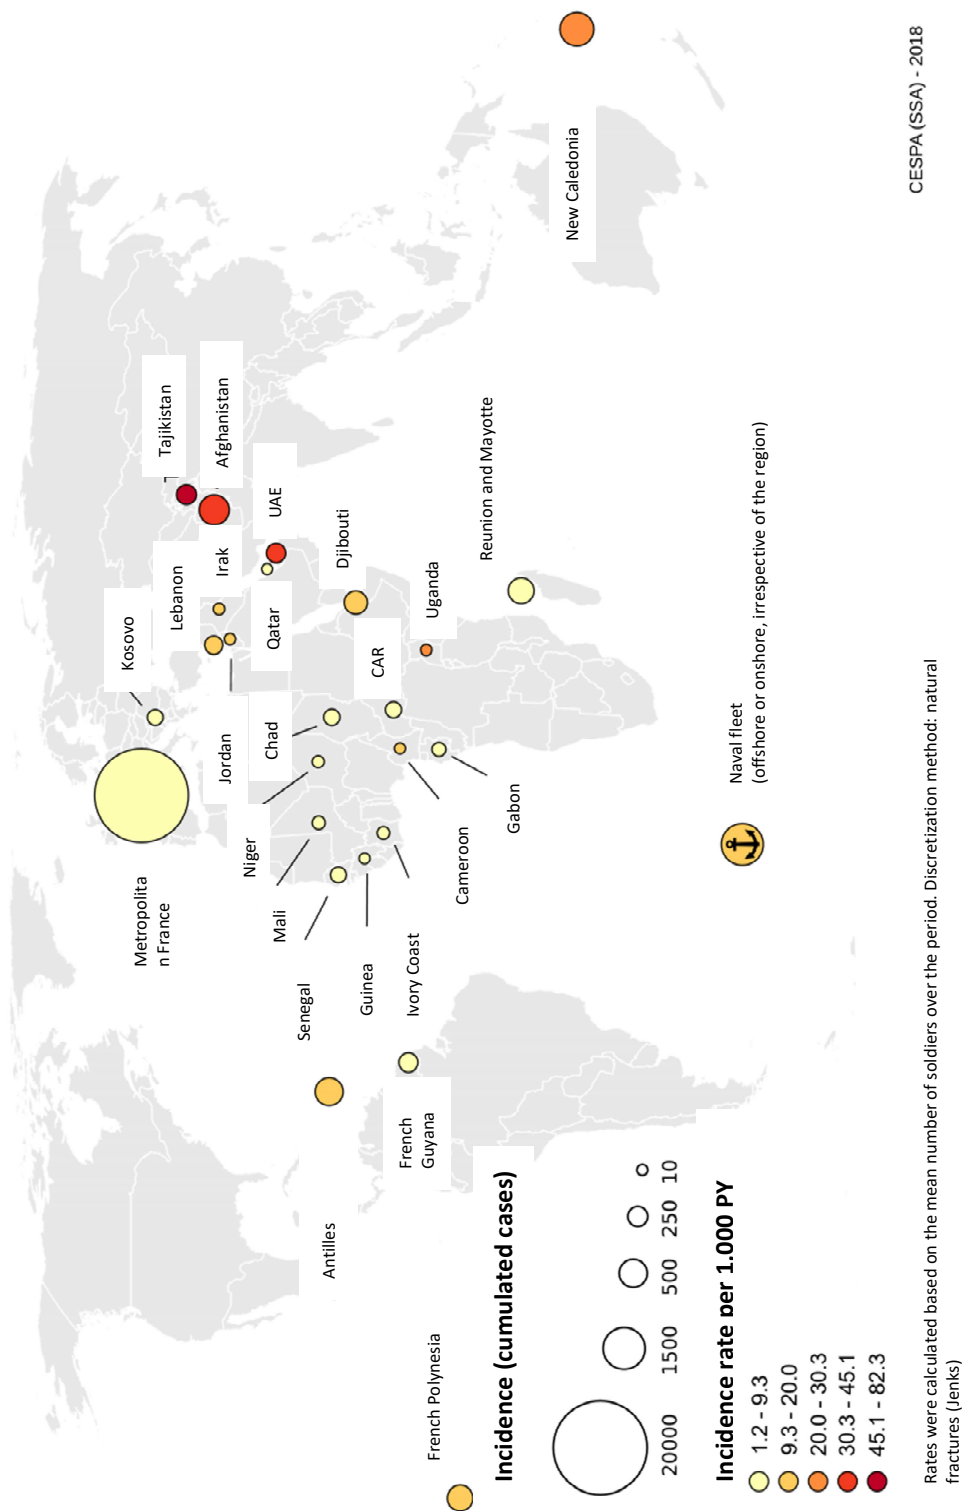 Kosovo
Tajikistan
Lebanon
Irak
Afghanistan
Metropolita
n France
Jordan
Qatar
UAE
Niger
Chad
Mali
Djibouti
Senegal
CAR
Guinea
Uganda
Ivory Coast
Cameroon
Gabon
Reunion and Mayotte
Antilles
French
Guyana
French Polynesia
New Caledonia
Incidence (cumulated cases)
20000
1500
500
250
10
Incidence rate per 1.000 PY
1.2 - 9.3
9.3 - 20.0
20.0 - 30.3
30.3 - 45.1
45.1 - 82.3
Naval fleet
(offshore or onshore, irrespective of the region)
CESPA (SSA) - 2018
Rates were calculated based on the mean number of soldiers over the period. Discretization method: natural
fractures (Jenks)